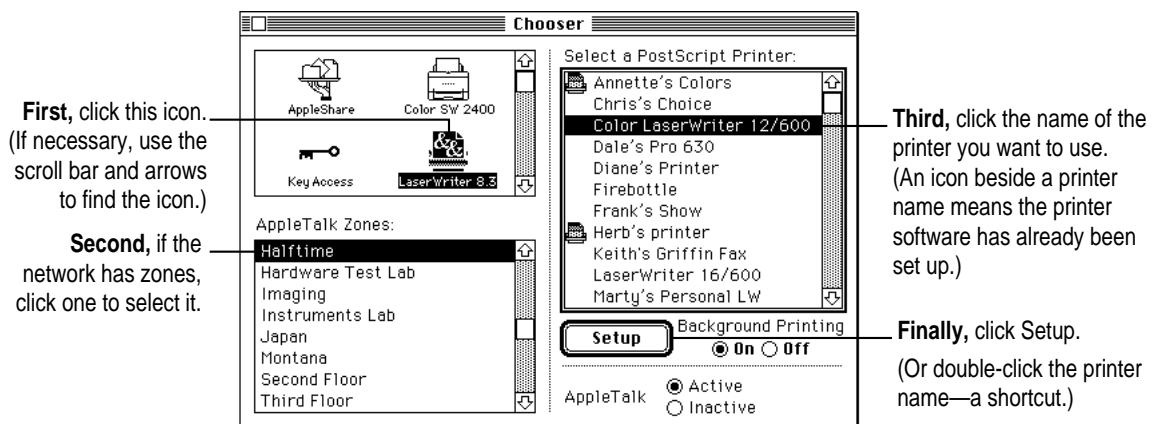 Chooser
First, click this icon.
(If necessary, use the
scroll bar and arrows
to find the icon.)
Second, if the
network has zones,
click one to select it.
AppleShare
Color SW 2400
Key Access
LaserWriter 8.3
AppleTalk Zones:
Halftime
Hardware Test Lab
Imaging
Instruments Lab
Japan
Montana
Second Floor
Third Floor
Select a PostScript Printer:
Annette's Colors
Chris's Choice
Color LaserWriter 12/600
Dale's Pro 630
Diane's Printer
Firebottle
Frank's Show
Herb's printer
Keith's Griffin Fax
LaserWriter 16/600
Marty's Personal LW
Setup
Background Printing
On Off
AppleTalk
Active
Inactive
Third, click the name of the
printer you want to use.
(An icon beside a printer
name means the printer
software has already been
set up.)
Finally, click Setup.
(Or double-click the printer
name—a shortcut.)